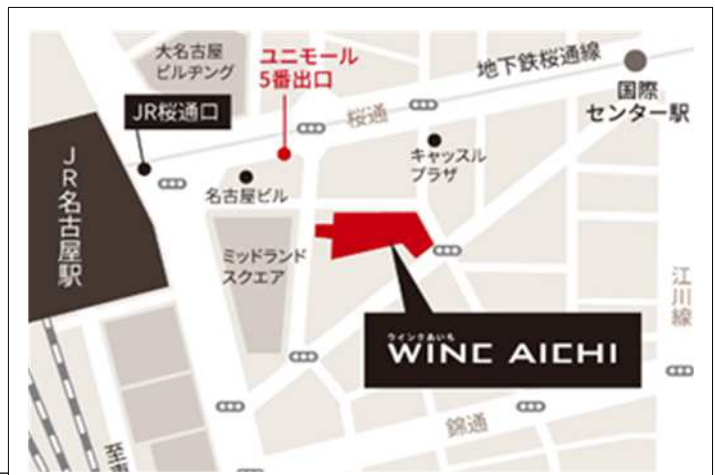 大名古屋
ビルヂング
ユニモール
5番出口
地下鉄桜通線
国際
センター駅
JR桜通口
桜通
キャッスル
プラザ
名古屋ビル
JR名古屋駅
ミッドランド
スクエア
江川線
ウインクあいち
WINC AICHI
錦通
至東